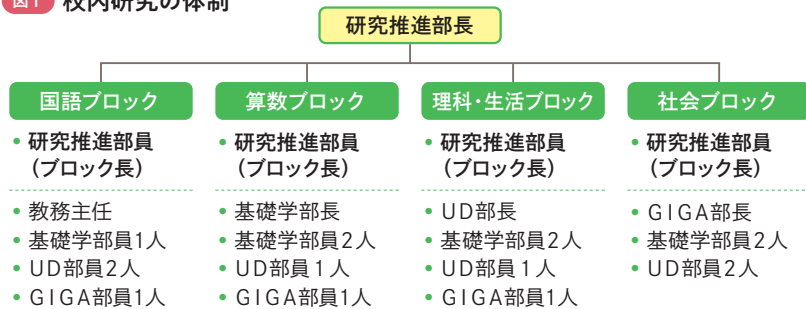 図1 校内研究の体制
研究推進部長
国語ブロック
• 研究推進部員
(ブロック長)
• 教務主任
• 基礎学部員1人
• UD部員2人
• GIGA部員1人
算数ブロック
• 研究推進部員
(ブロック長)
• 基礎学部長
• 基礎学部員2人
• UD部員1人
• GIGA部員1人
理科・生活ブロック
• 研究推進部員
(ブロック長)
• UD部長
• 基礎学部員2人
• UD部員1人
• GIGA部員1人
社会ブロック
• 研究推進部員
(ブロック長)
• GIGA部長
• 基礎学部員2人
• UD部員2人